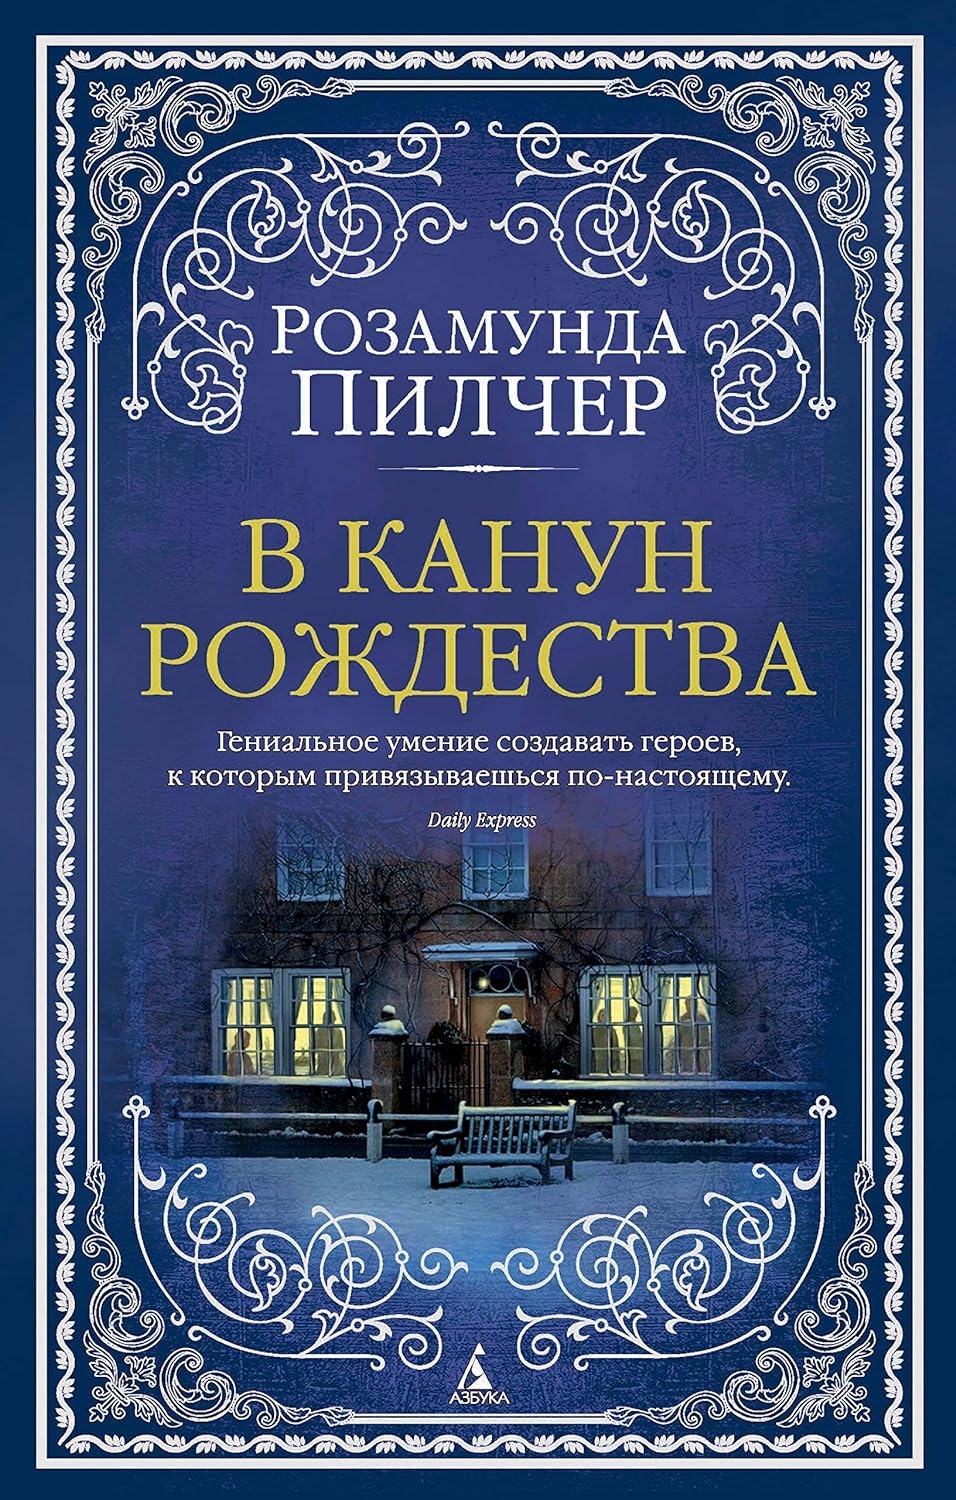 РОЗАМУНДА
ПИЛЧЕР
В КАНУН
РОЖДЕСТВА
Гениальное умение создавать героев,
к которым привязываешься по-настоящему.
Daily Express
АЗБУКА